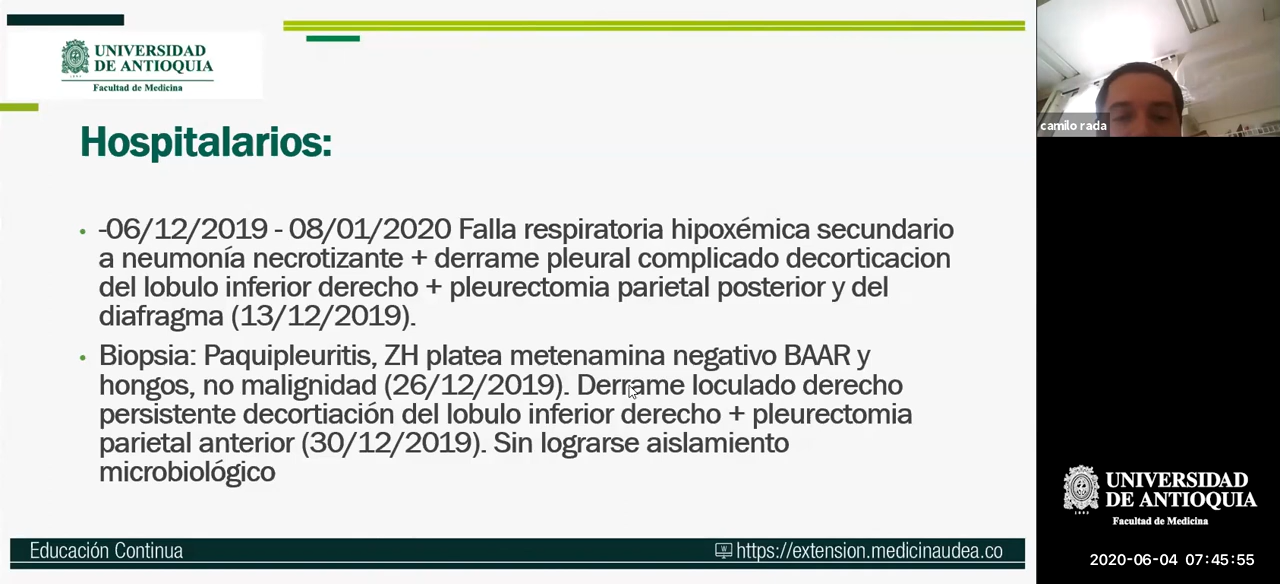 UNIVERSIDAD
DE ANTIOQUIA
1803
Facultad de Medicina
Hospitalarios:
-06/12/2019 - 08/01/2020 Falla respiratoria hipoxémica secundario
a neumonía necrotizante + derrame pleural complicado decorticacion
del lobulo inferior derecho + pleurectomia parietal posterior y del
diafragma (13/12/2019).
Biopsia: Paquipleuritis, ZH platea metenamina negativo BAAR y
hongos, no malignidad (26/12/2019). Derrame loculado derecho
persistente decortiación del lobulo inferior derecho + pleurectomia
parietal anterior (30/12/2019). Sin lograrse aislamiento
microbiológico
Educación Continua
https://extension.medicinaudea.co
camilo rada
UNIVERSIDAD
DE ANTIOQUIA
1803
Facultad de Medicina
2020-06-04 07:45:55